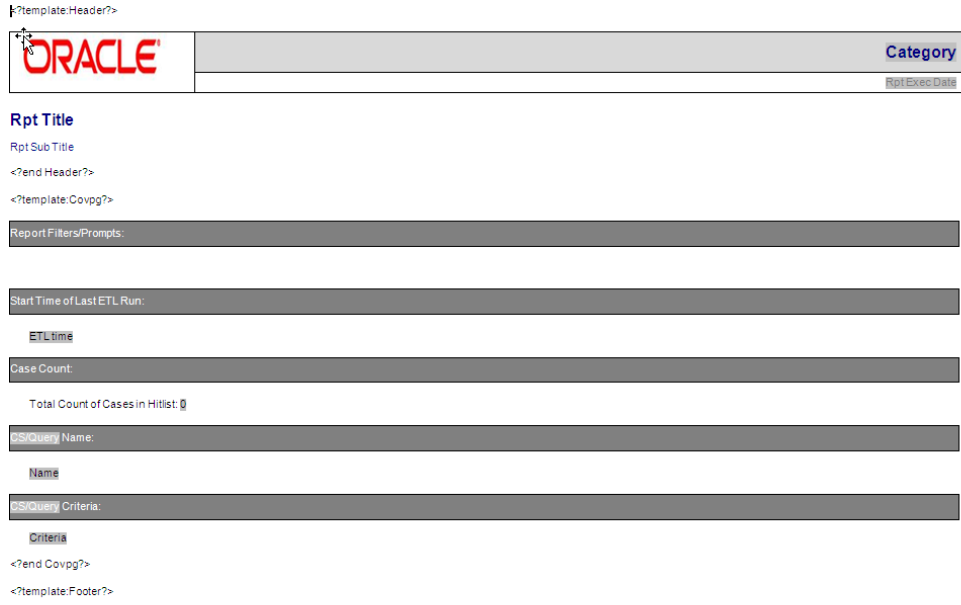 <?template:Header?>
ORACLE
Category
Rpt Exec Date
Rpt Title
Rpt Sub Title
<?end Header?>
<?template:Covpg?>
Report Filters/Prompts:
Start Time of Last ETL Run:
ETL time
Case Count:
Total Count of Cases in Hitlist: 0
CS/Query Name:
Name
CS/Query Criteria:
Criteria
<?end Covpg?>
<?template:Footer?>